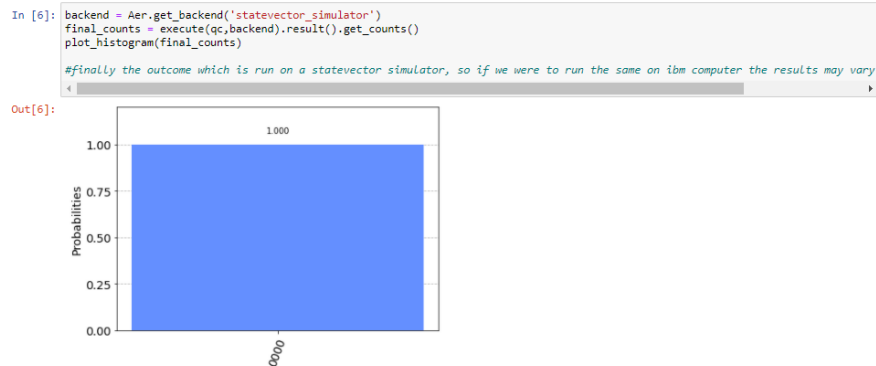 In [6]: backend = Aer.get_backend('statevector_simulator')
final_counts = execute(qc,backend).result().get_counts()
plot_histogram(final_counts)
#finally the outcome which is run on a statevector simulator, so if we were to run the same on ibm computer the results may vary
Out[6]:
1.000
1.00
0.75
0.50
0.25
0.00
Probabilities
0000